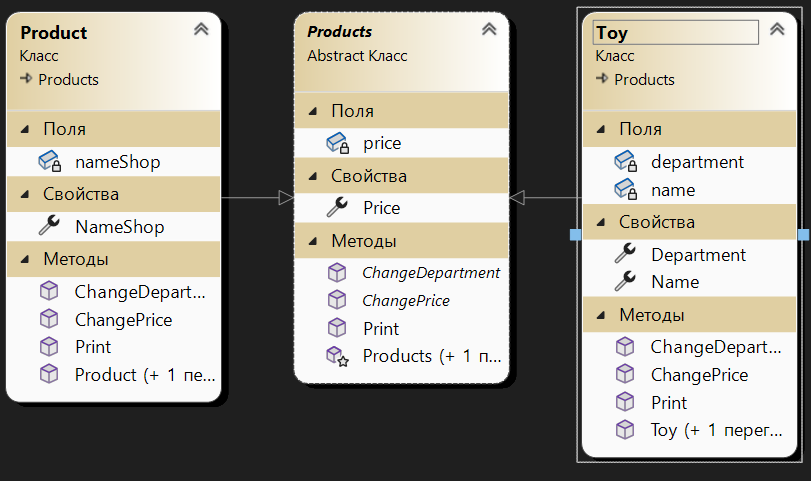 Product
Класс
Products
Поля
nameShop
Свойства
NameShop
Методы
ChangeDepart...
ChangePrice
Print
Product (+ 1 пе...
Products
Abstract Класс
Поля
price
Свойства
Price
Методы
ChangeDepartment
ChangePrice
Print
Products (+ 1 п...
Toy
Класс
Products
Поля
department
name
Свойства
Department
Name
Методы
ChangeDepart...
ChangePrice
Print
Toy (+ 1 перег...